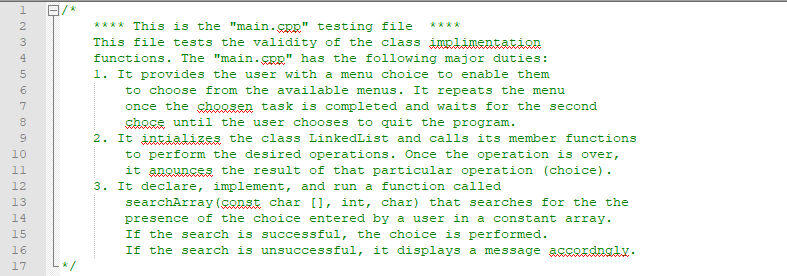 1 /*
2 **** This is the "main.cpp" testing file ****
3 This file tests the validity of the class implimentation
4 functions. The "main.cpp" has the following major duties:
5 1. It provides the user with a menu choice to enable them
6 to choose from the available menus. It repeats the menu
7 once the choosen task is completed and waits for the second
8 choce until the user chooses to quit the program.
9 2. It intializes the class LinkedList and calls its member functions
10 to perform the desired operations. Once the operation is over,
11 it anounces the result of that particular operation (choice).
12 3. It declare, implement, and run a function called
13 searchArray(const char [], int, char) that searches for the the
14 presence of the choice entered by a user in a constant array.
15 If the search is successful, the choice is performed.
16 If the search is unsuccessful, it displays a message accordngly.
17 */